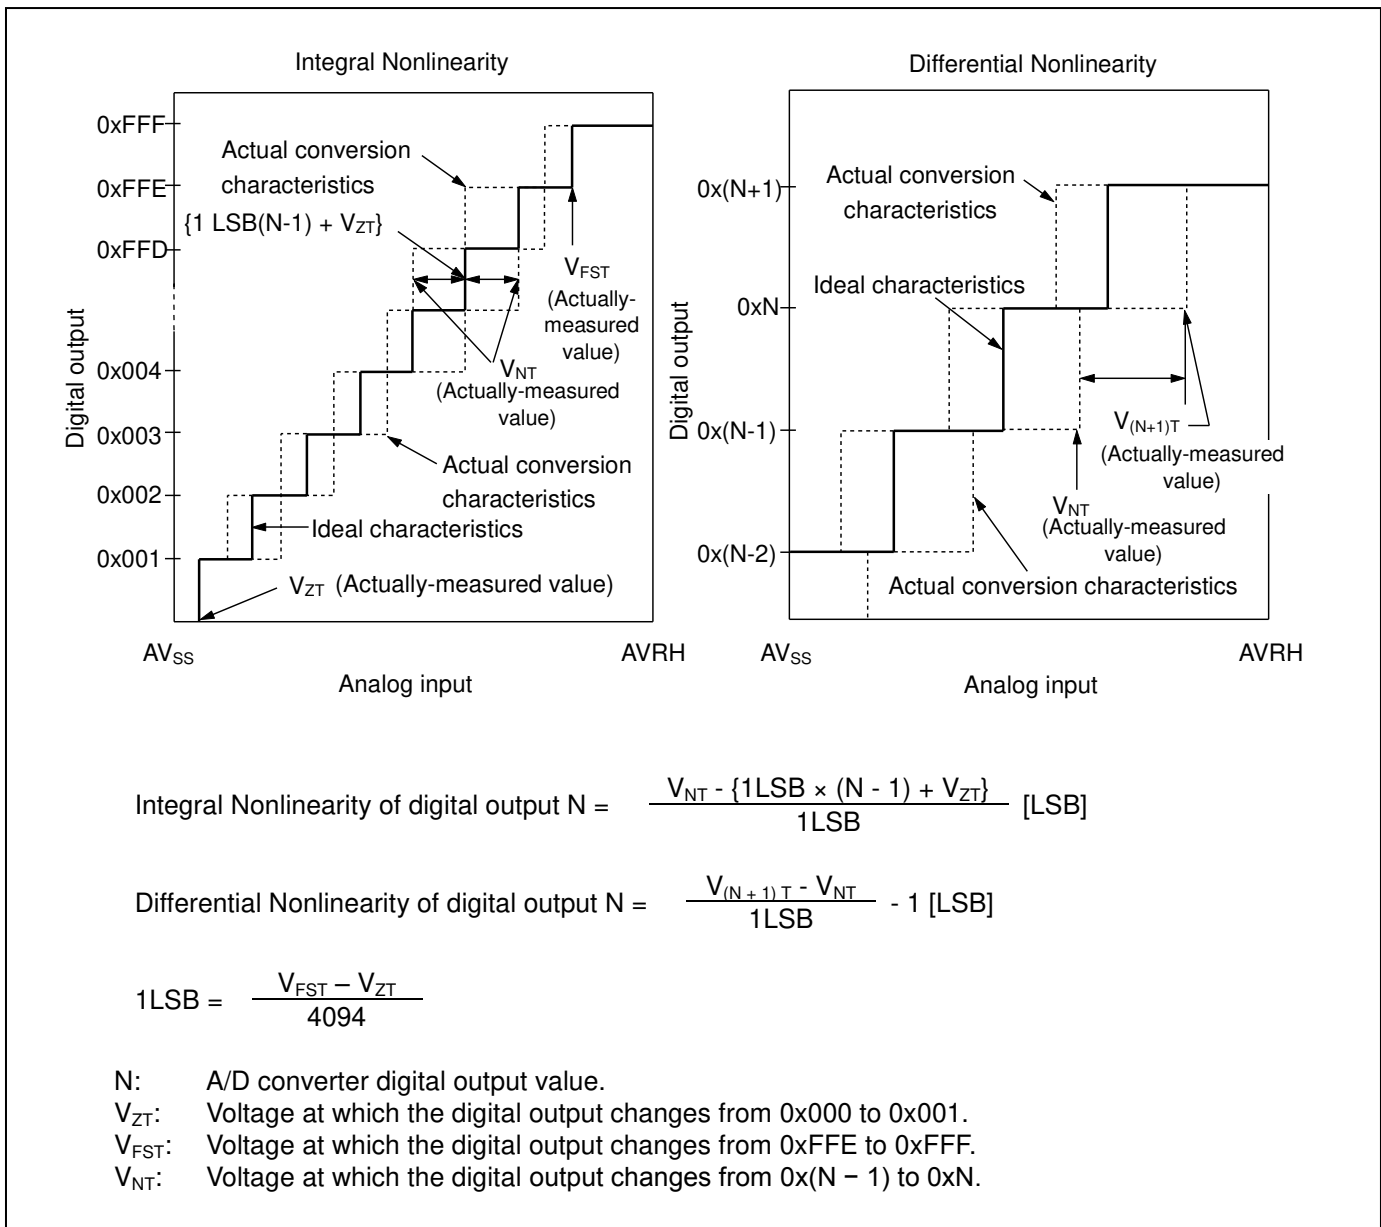 Integral Nonlinearity
0xFFF
0xFFE
0xFFD
0x004
0x003
0x002
0x001
Digital output
Actual conversion
characteristics
{1 LSB(N-1) + VZT}
VFST
(Actually-
measured
value)
VNT
(Actually-measured
value)
Actual conversion
characteristics
Ideal characteristics
VZT (Actually-measured value)
AVSS
AVRH
Analog input
Differential Nonlinearity
0x(N+1)
0xN
0x(N-1)
0x(N-2)
Digital output
Actual conversion
characteristics
Ideal characteristics
V(N+1)T
(Actually-measured
value)
VNT
(Actually-measured
value)
Actual conversion characteristics
AVSS
AVRH
Analog input
Integral Nonlinearity of digital output N = VNT - {1LSB × (N - 1) + VZT} / 1LSB [LSB]
Differential Nonlinearity of digital output N = V(N + 1) T - VNT / 1LSB - 1 [LSB]
1LSB = VFST – VZT / 4094
N: A/D converter digital output value.
VZT: Voltage at which the digital output changes from 0x000 to 0x001.
VFST: Voltage at which the digital output changes from 0xFFE to 0xFFF.
VNT: Voltage at which the digital output changes from 0x(N − 1) to 0xN.